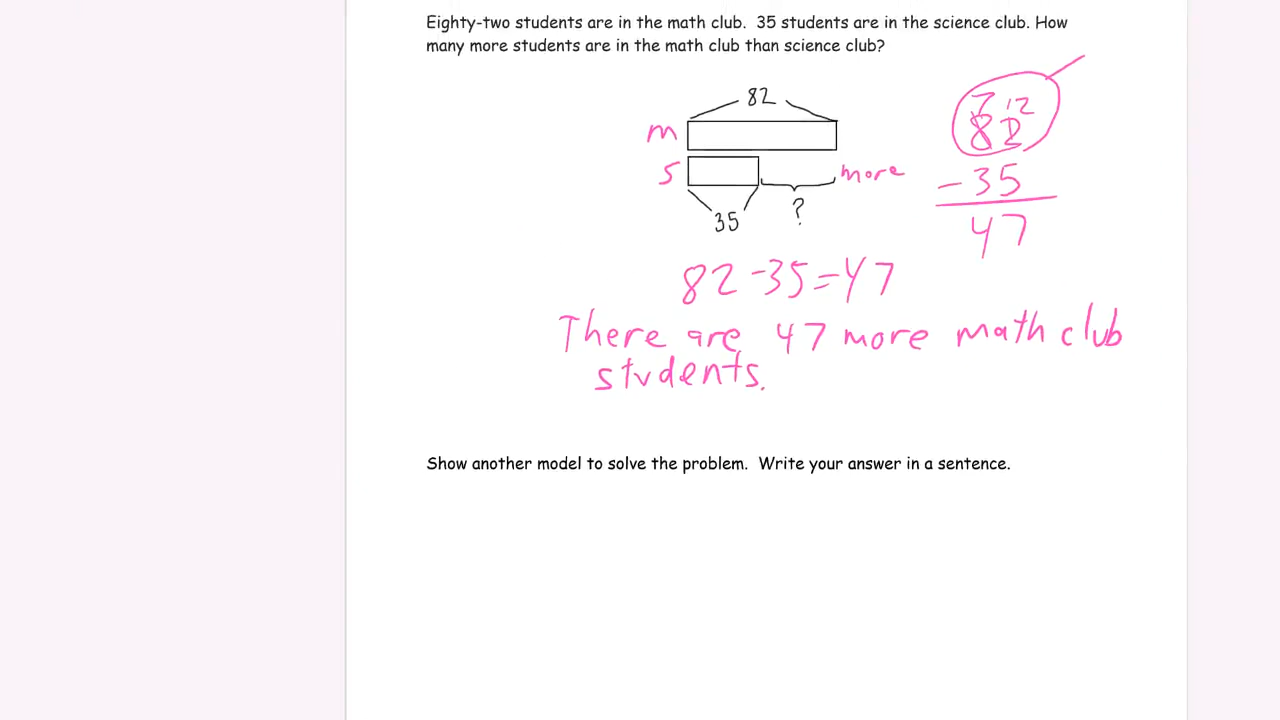 Eighty-two students are in the math club. 35 students are in the science club. How
many more students are in the math club than science club?
82
m
s
more
35
?
7 12
82
-35
47
82-35=47
There are 47 more math club
students.
Show another model to solve the problem. Write your answer in a sentence.